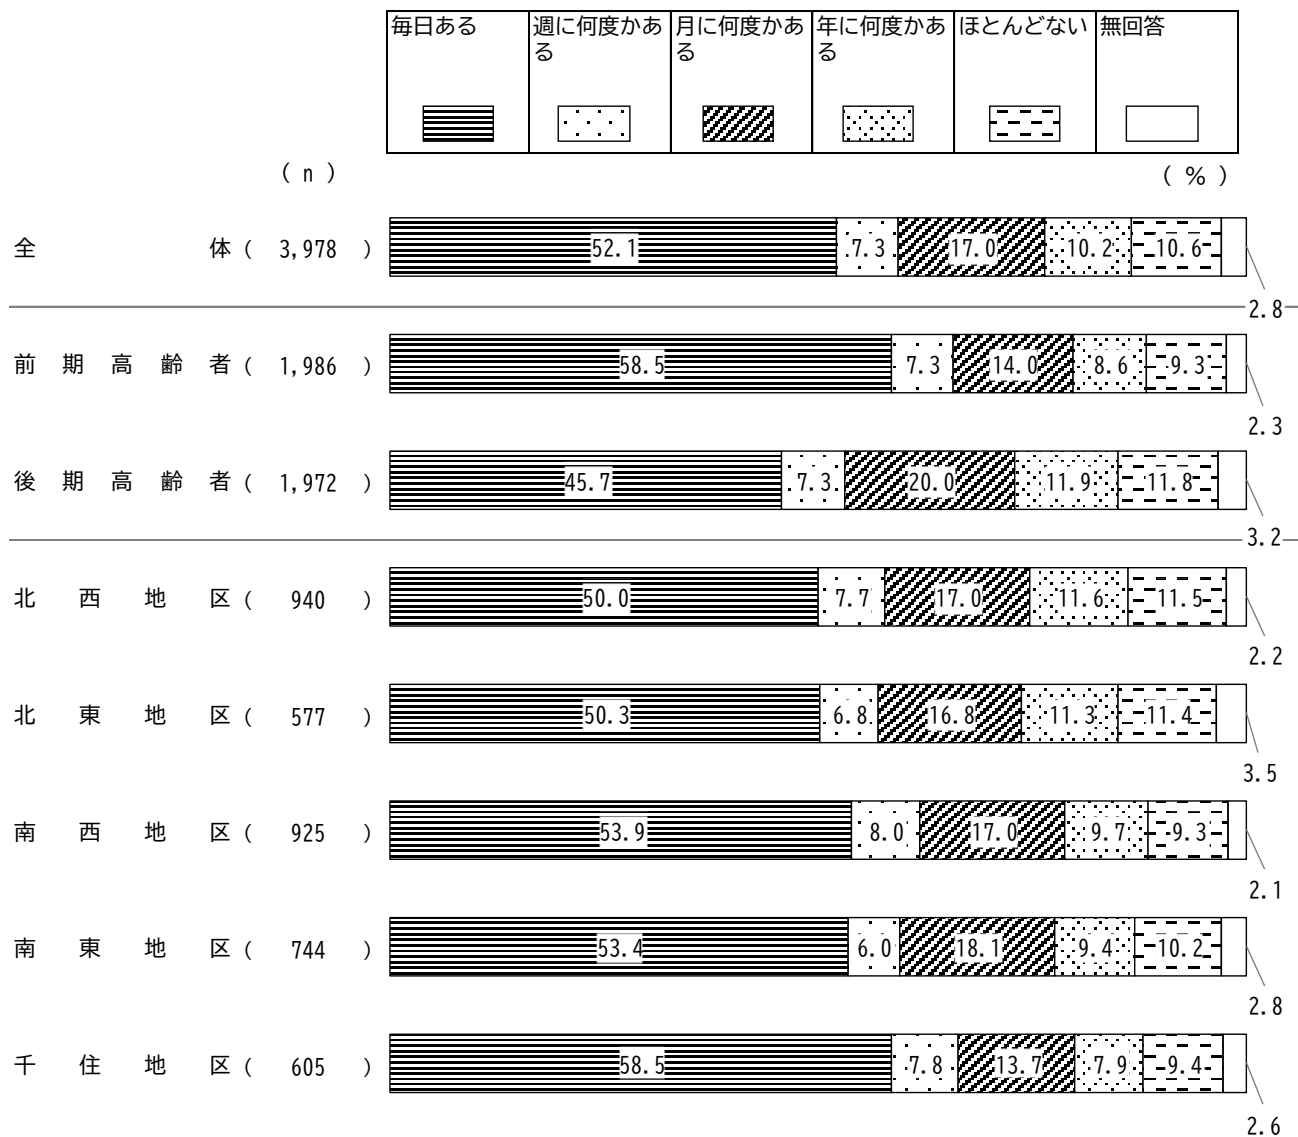 毎日ある 週に何度かあ 月に何度かあ 年に何度かあ ほとんどない 無回答
る る る
( n ) ( % )
全体 ( 3,978 ) 52.1 7.3 17.0 10.2 10.6
2.8
前期高齢者 ( 1,986 ) 58.5 7.3 14.0 8.6 9.3
2.3
後期高齢者 ( 1,972 ) 45.7 7.3 20.0 11.9 11.8
3.2
北西地区 ( 940 ) 50.0 7.7 17.0 11.6 11.5
2.2
北東地区 ( 577 ) 50.3 6.8 16.8 11.3 11.4
3.5
南西地区 ( 925 ) 53.9 8.0 17.0 9.7 9.3
2.1
南東地区 ( 744 ) 53.4 6.0 18.1 9.4 10.2
2.8
千住地区 ( 605 ) 58.5 7.8 13.7 7.9 9.4
2.6